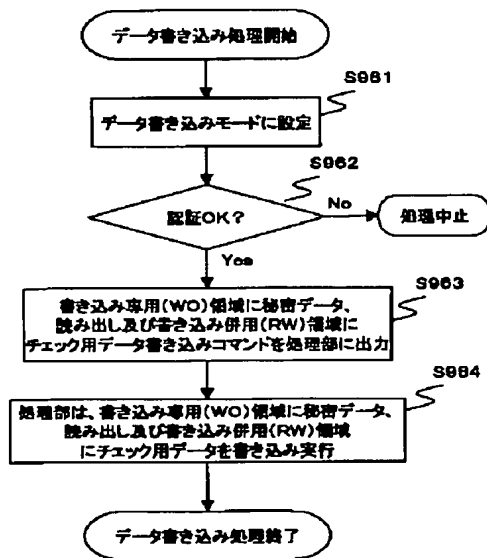 データ書き込み処理開始
S961
データ書き込みモードに設定
S962
認証OK?
No
処理中止
Yes
S963
書き込み専用(WO)領域に秘密データ、
読み出し及び書き込み併用(RW)領域に
チェック用データ書き込みコマンドを処理部に出力
S964
処理部は、書き込み専用(WO)領域に秘密データ、
読み出し及び書き込み併用(RW)領域
にチェック用データを書き込み実行
データ書き込み処理終了